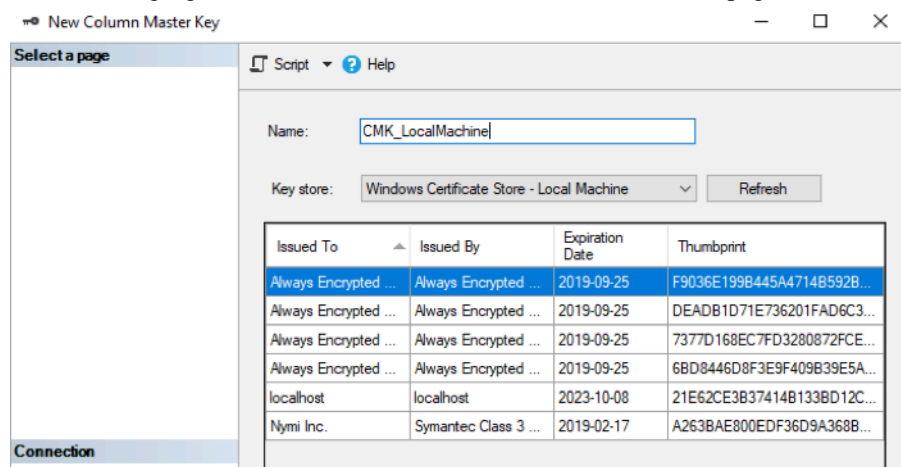 New Column Master Key
Select a page
Script Help
Name: CMK_LocalMachine
Key store: Windows Certificate Store - Local Machine Refresh
Issued To Issued By Expiration Date Thumbprint
Always Encrypted ... Always Encrypted ... 2019-09-25 F9036E199B445A4714B592B...
Always Encrypted ... Always Encrypted ... 2019-09-25 DEADB1D71E736201FAD6C3...
Always Encrypted ... Always Encrypted ... 2019-09-25 7377D168EC7FD3280872FCE...
Always Encrypted ... Always Encrypted ... 2019-09-25 6BD8446D8F3E9F409B39E5A...
localhost localhost 2023-10-08 21E62CE3B37414B133BD12C...
Nymi Inc. Symantec Class 3 ... 2019-02-17 A263BAE800EDF36D9A368B...
Connection